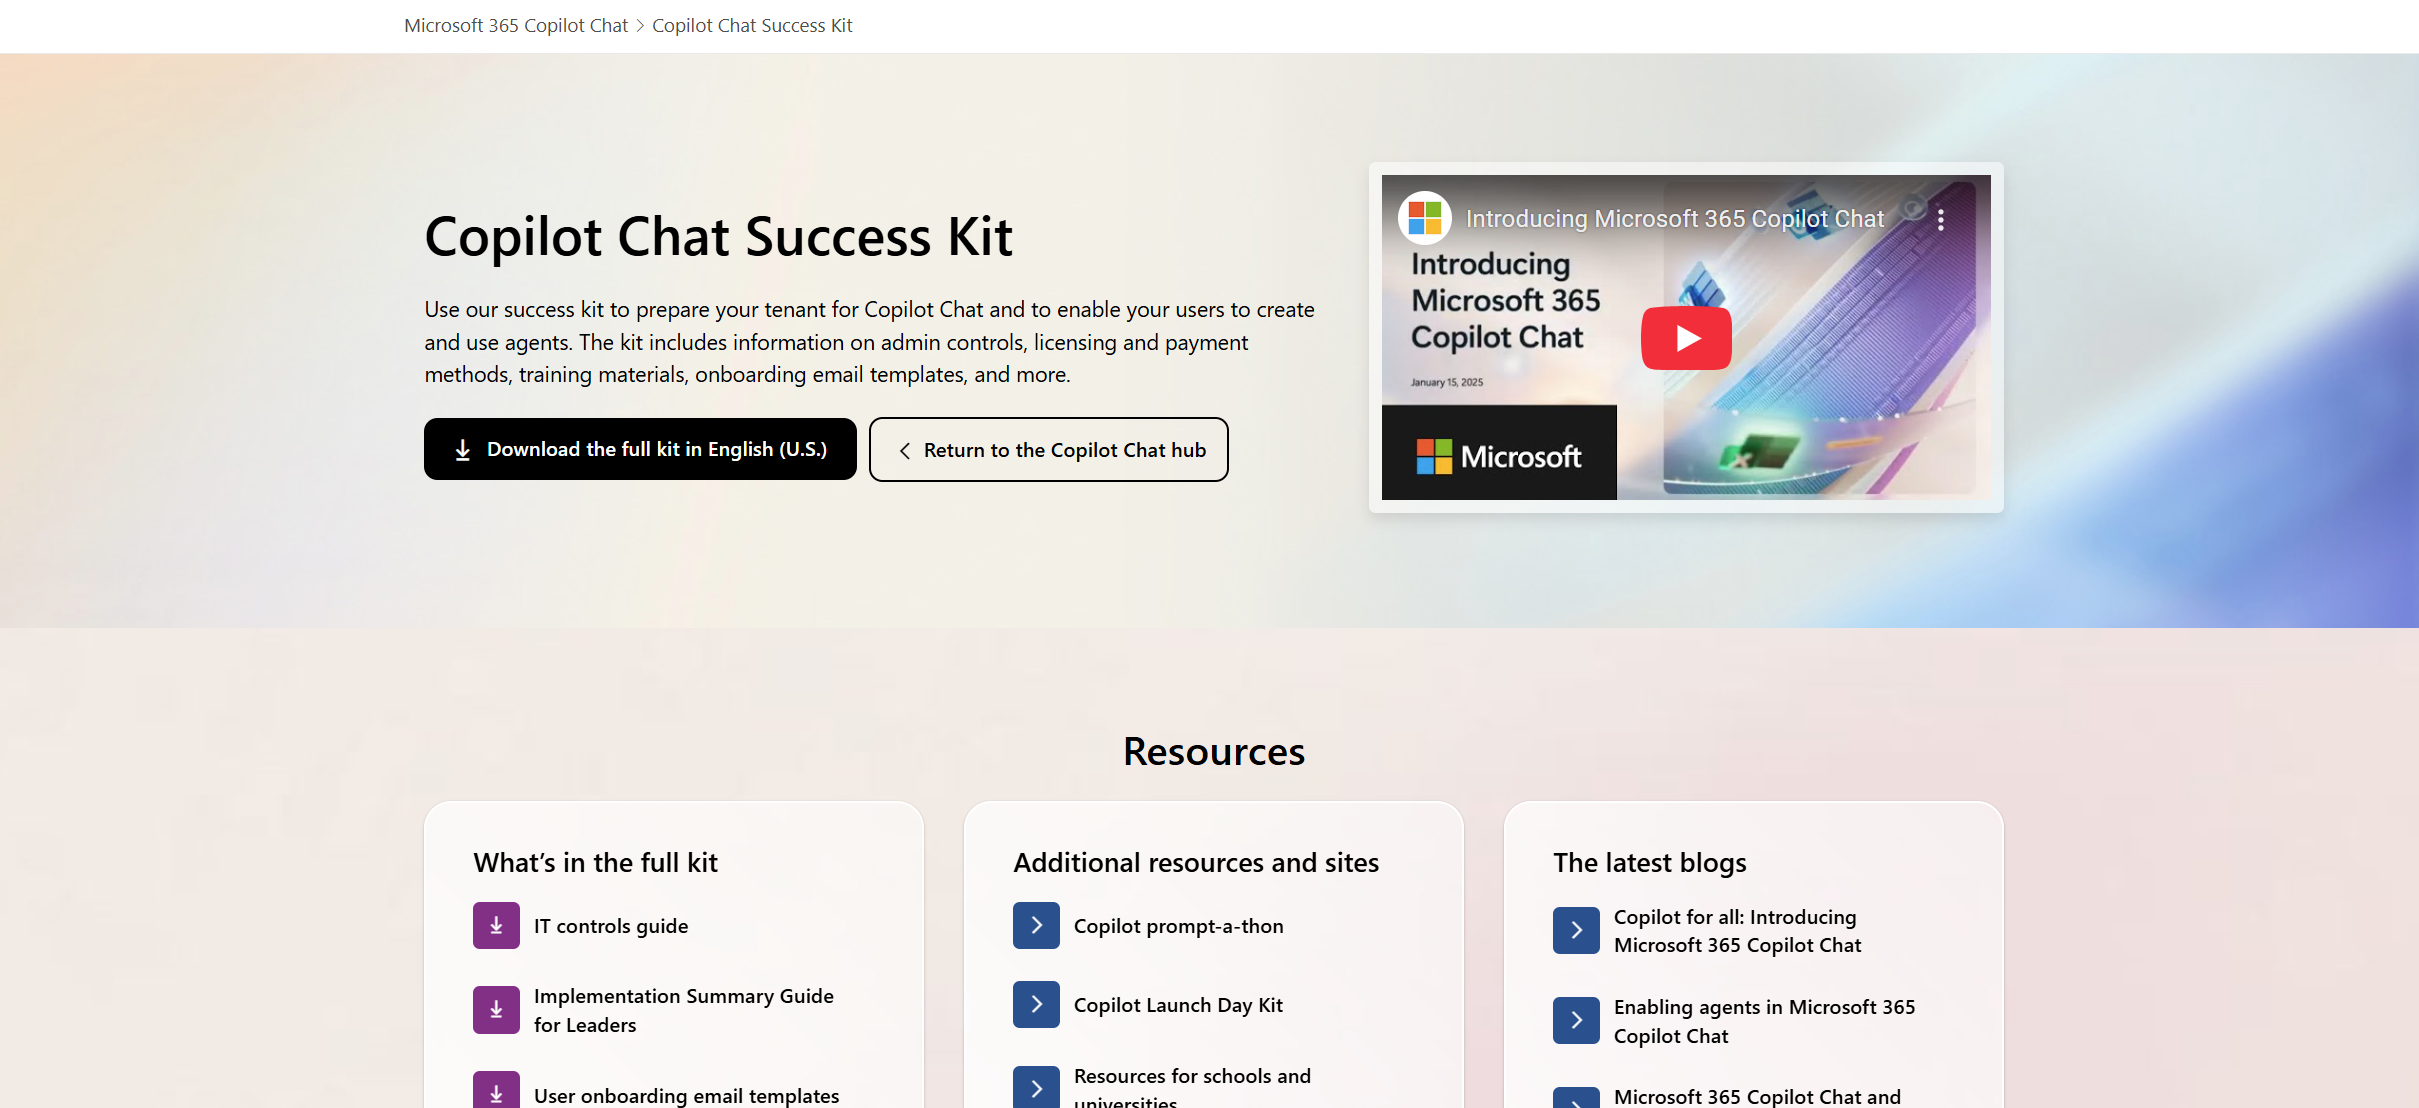 Microsoft 365 Copilot Chat > Copilot Chat Success Kit
Copilot Chat Success Kit
Use our success kit to prepare your tenant for Copilot Chat and to enable your users to create
and use agents. The kit includes information on admin controls, licensing and payment
methods, training materials, onboarding email templates, and more.
Download the full kit in English (U.S.)
Return to the Copilot Chat hub
Introducing Microsoft 365 Copilot Chat
Introducing
Microsoft 365
Copilot Chat
January 15, 2025
Microsoft
Resources
What’s in the full kit
IT controls guide
Implementation Summary Guide
for Leaders
User onboarding email templates
Additional resources and sites
Copilot prompt-a-thon
Copilot Launch Day Kit
Resources for schools and
universities
The latest blogs
Copilot for all: Introducing
Microsoft 365 Copilot Chat
Enabling agents in Microsoft 365
Copilot Chat
Microsoft 365 Copilot Chat and